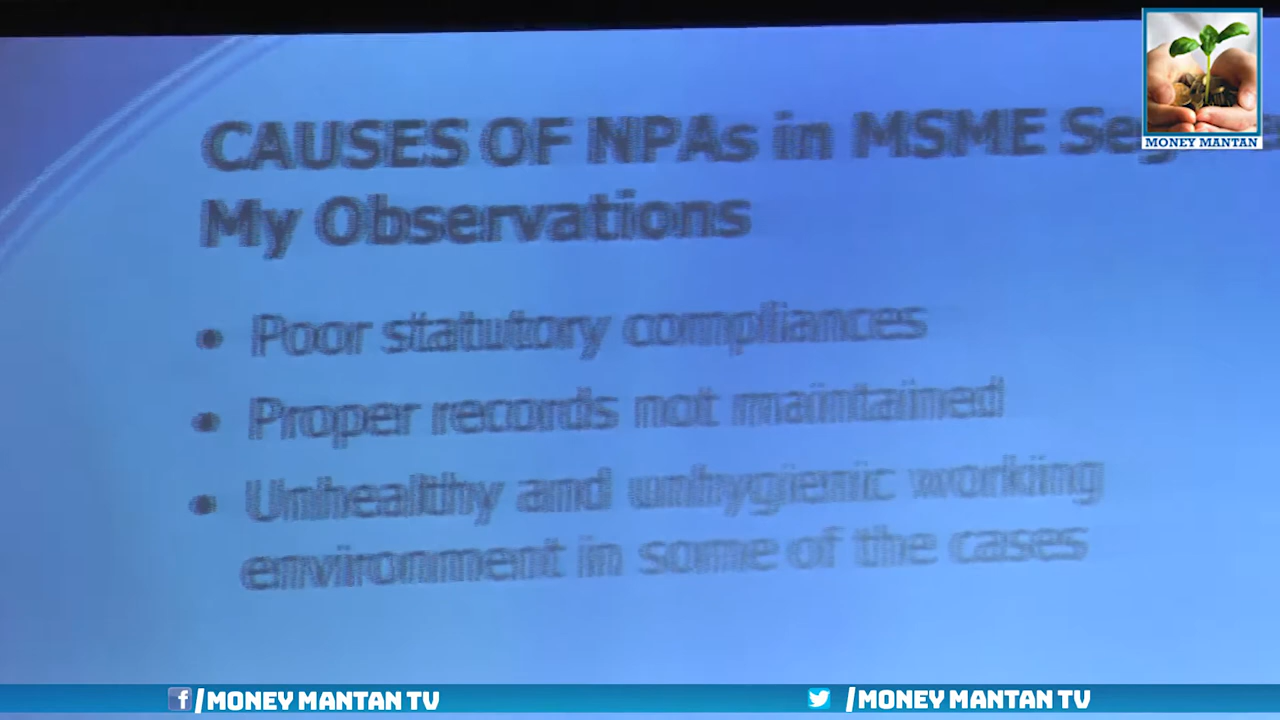 CAUSES OF NPAs in MSME
My Observations
• Poor statutory compliances
• Proper records not maintained
• Unhealthy and unhygienic working
environment in some of the cases
MONEY MANTAN
/MONEY MANTAN TV
/MONEY MANTAN TV